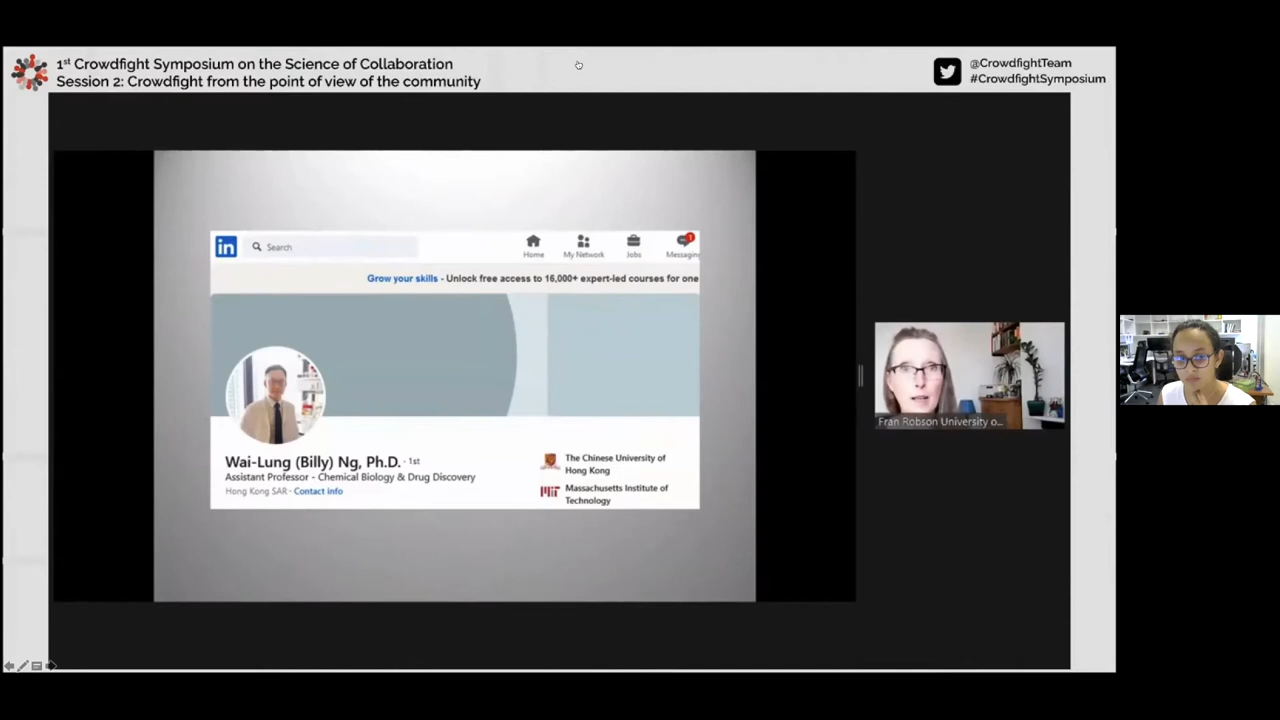 1st Crowdfight Symposium on the Science of Collaboration
Session 2: Crowdfight from the point of view of the community
@CrowdfightTeam
#CrowdfightSymposium
in
Search
Home
My Network
Jobs
1
Messaging
Grow your skills - Unlock free access to 16,000+ expert-led courses for one
Wai-Lung (Billy) Ng, Ph.D. · 1st
Assistant Professor - Chemical Biology & Drug Discovery
Hong Kong SAR · Contact info
The Chinese University of
Hong Kong
MIT
Massachusetts Institute of
Technology
Fran Robson University o...